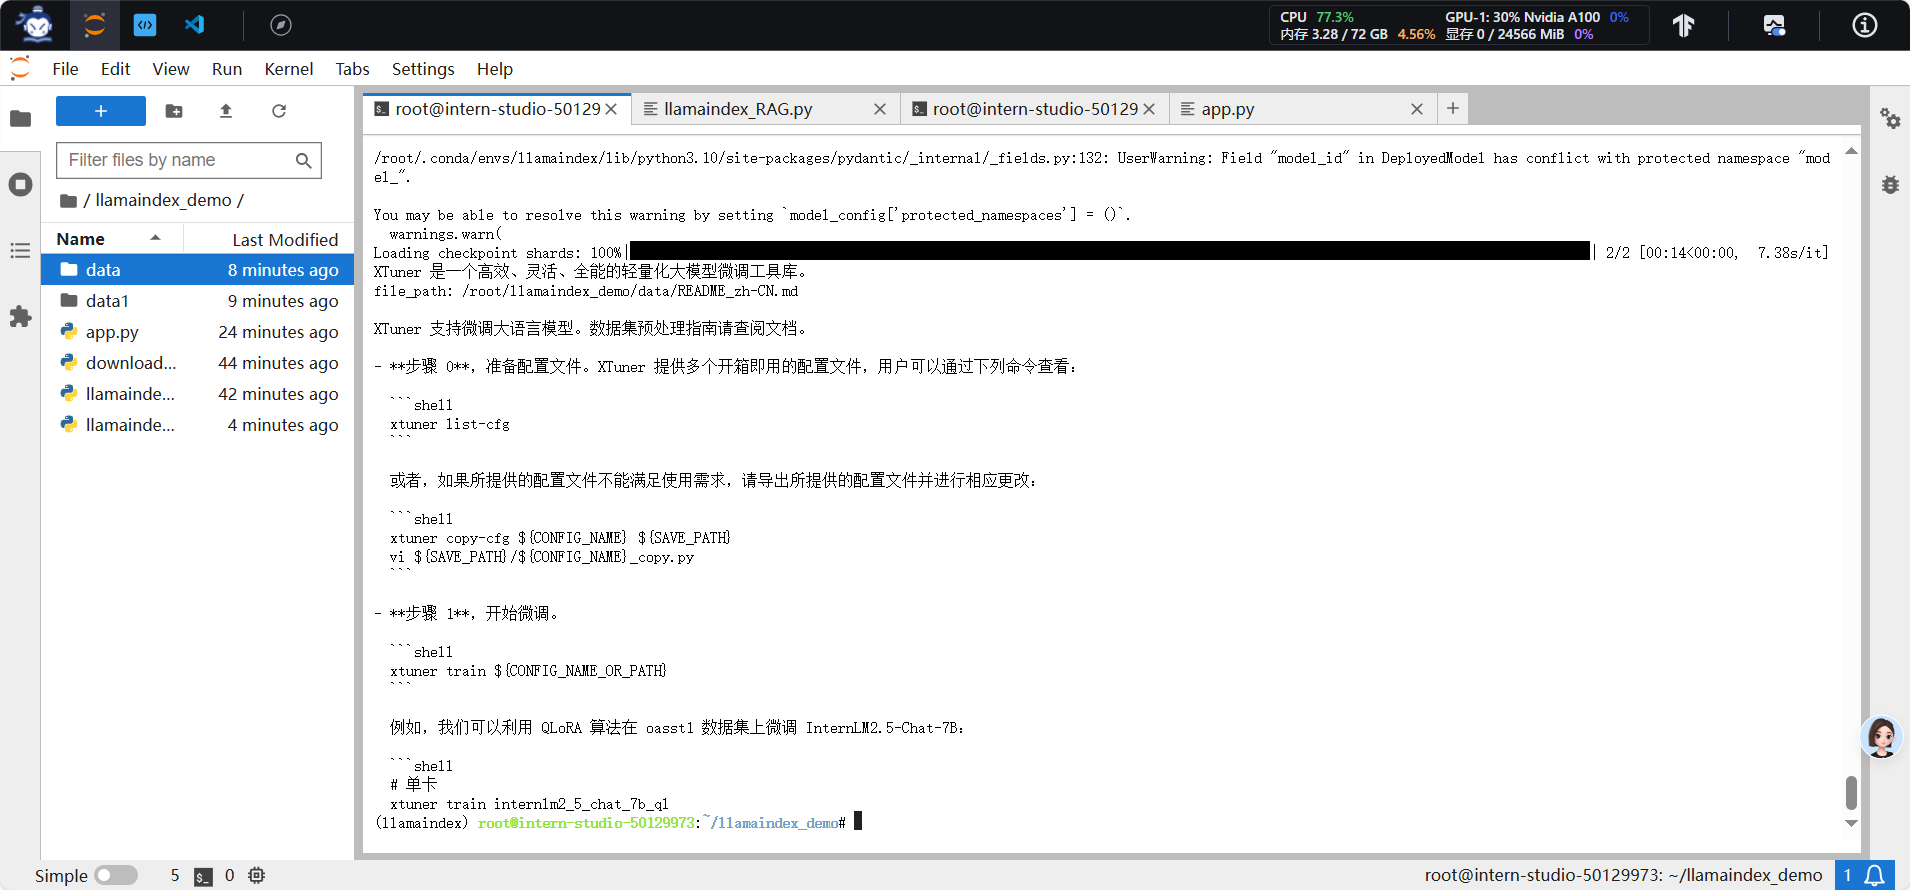 CPU 77.3% GPU-1: 30% Nvidia A100 0%
内存 3.28 / 72 GB 4.56% 显存 0 / 24566 MiB 0%
File Edit View Run Kernel Tabs Settings Help
root@intern-studio-50129 llamaindex_RAG.py root@intern-studio-50129 app.py
Filter files by name
/ llamaindex_demo /
Name Last Modified
data 8 minutes ago
data1 9 minutes ago
app.py 24 minutes ago
download... 44 minutes ago
llamainde... 42 minutes ago
llamainde... 4 minutes ago
/root/.conda/envs/llamaindex/lib/python3.10/site-packages/pydantic/_internal/_fields.py:132: UserWarning: Field "model_id" in DeployedModel has conflict with protected namespace "mod
el_".
You may be able to resolve this warning by setting `model_config['protected_namespaces'] = ()`.
warnings.warn(
Loading checkpoint shards: 100%| | 2/2 [00:14<00:00, 7.38s/it]
XTuner 是一个高效、灵活、全能的轻量化大模型微调工具库。
file_path: /root/llamaindex_demo/data/README_zh-CN.md
XTuner 支持微调大语言模型。数据集预处理指南请查阅文档。
- **步骤 0**，准备配置文件。XTuner 提供多个开箱即用的配置文件，用户可以通过下列命令查看：
```shell
xtuner list-cfg
```
或者，如果所提供的配置文件不能满足使用需求，请导出所提供的配置文件并进行相应更改：
```shell
xtuner copy-cfg ${CONFIG_NAME} ${SAVE_PATH}
vi ${SAVE_PATH}/${CONFIG_NAME}_copy.py
```
- **步骤 1**，开始微调。
```shell
xtuner train ${CONFIG_NAME_OR_PATH}
```
例如，我们可以利用 QLoRA 算法在 oasst1 数据集上微调 InternLM2.5-Chat-7B：
```shell
# 单卡
xtuner train internlm2_5_chat_7b_ql
(llamaindex) root@intern-studio-50129973:~/llamaindex_demo#
Simple 5 0 root@intern-studio-50129973: ~/llamaindex_demo 1